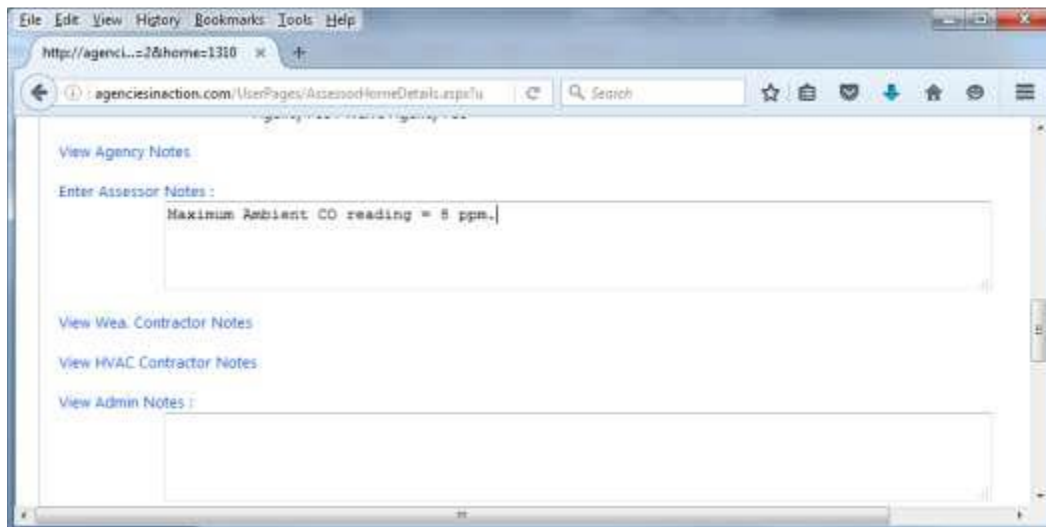 File Edit View History Bookmarks Tools Help
http://agenci...=2&home=1310
agenciesinaction.com/UserPages/AssessorHomeDetails.aspx?u
Search
View Agency Notes
Enter Assessor Notes :
Maximum Ambient CO reading = 8 ppm.
View Wea. Contractor Notes
View HVAC Contractor Notes
View Admin Notes :